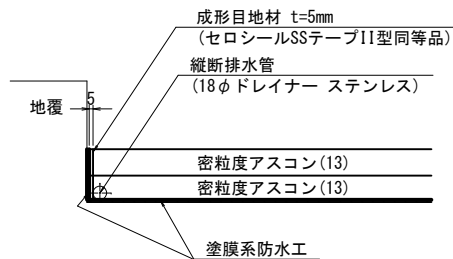 成形目地材 t=5mm
(セロシールSSテープII型同等品)
縦断排水管
(18φドレイナー ステンレス)
5
地覆
密粒度アスコン(13)
密粒度アスコン(13)
塗膜系防水工